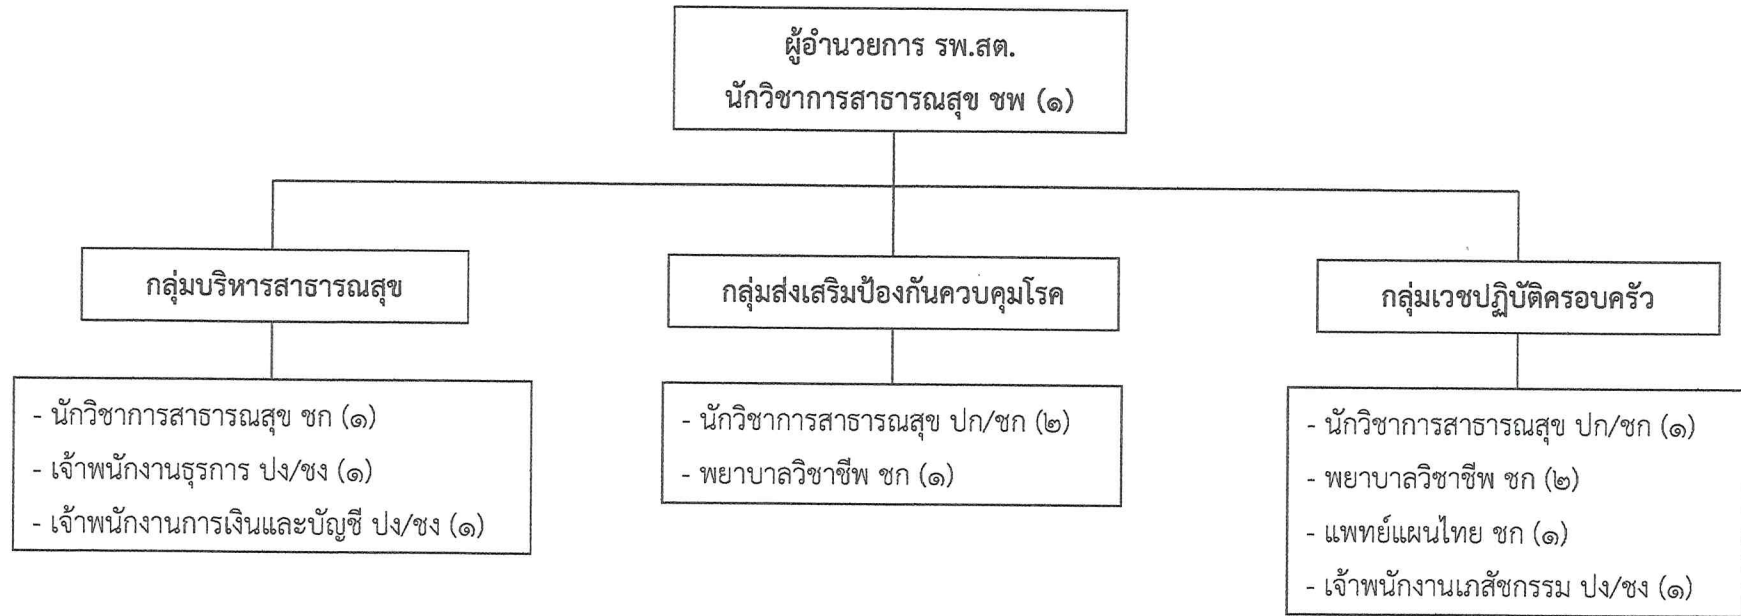 ผู้อำนวยการ รพ.สต.
นักวิชาการสาธารณสุข ชพ (๑)
กลุ่มบริหารสาธารณสุข
- นักวิชาการสาธารณสุข ชก (๑)
- เจ้าพนักงานธุรการ ปง/ชง (๑)
- เจ้าพนักงานการเงินและบัญชี ปง/ชง (๑)
กลุ่มส่งเสริมป้องกันควบคุมโรค
- นักวิชาการสาธารณสุข ปก/ชก (๒)
- พยาบาลวิชาชีพ ชก (๑)
กลุ่มเวชปฏิบัติครอบครัว
- นักวิชาการสาธารณสุข ปก/ชก (๑)
- พยาบาลวิชาชีพ ชก (๒)
- แพทย์แผนไทย ชก (๑)
- เจ้าพนักงานเภสัชกรรม ปง/ชง (๑)